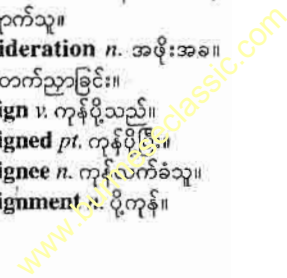 ရောက်သူ။
ideration n. အဖိုးအခ။
တက်ညှာခြင်း။
ign v. ကုန်ပို့သည်။
igned pt. ကုန်ပို့ပြီး။
ignee n. ကုန်လက်ခံသူ။
ignment n. ပို့ကုန်။
www.burmeseclassic.com